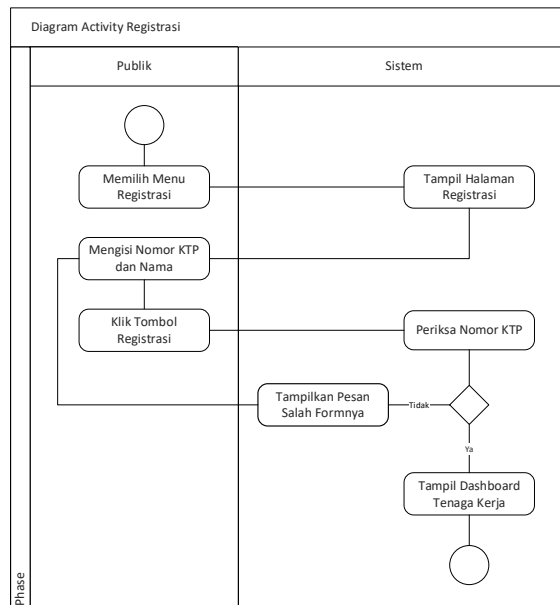 Diagram Activity Registrasi
Publik
Sistem
Memilih Menu
Registrasi
Tampil Halaman
Registrasi
Mengisi Nomor KTP
dan Nama
Klik Tombol
Registrasi
Periksa Nomor KTP
Tampilkan Pesan
Salah Formnya
Tidak
Ya
Tampil Dashboard
Tenaga Kerja
Phase